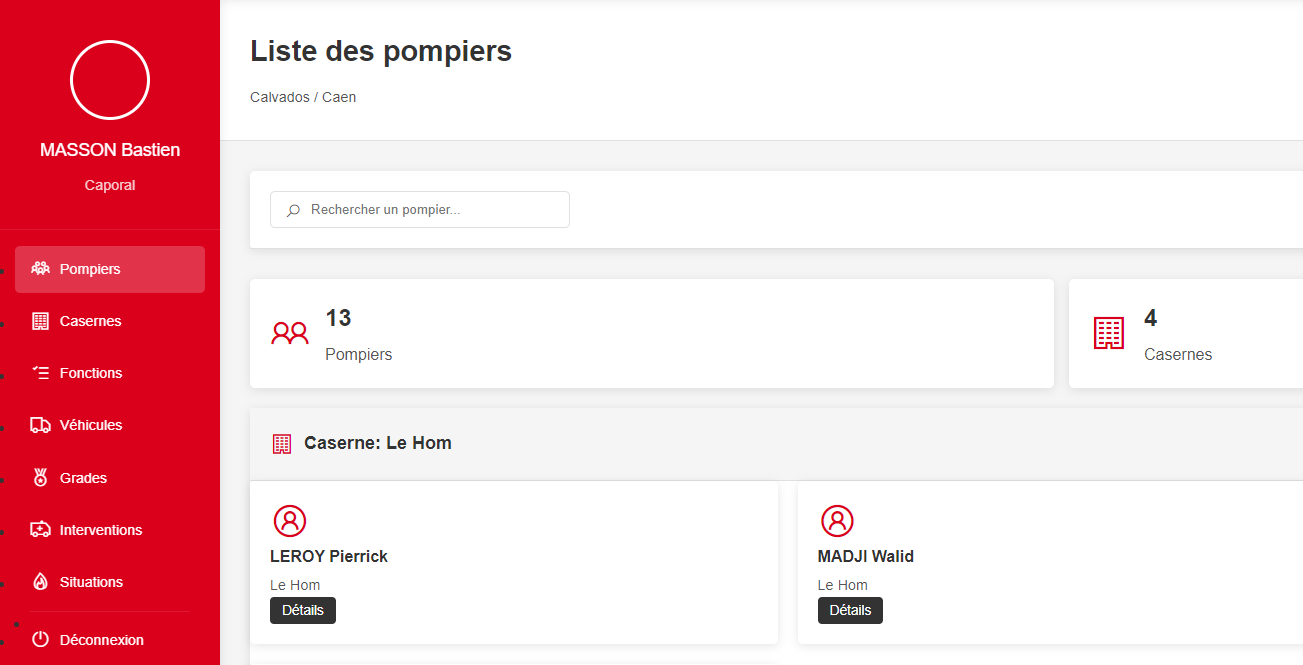 MASSON Bastien
Caporal
Pompiers
Casernes
Fonctions
Véhicules
Grades
Interventions
Situations
Déconnexion
Liste des pompiers
Calvados / Caen
Rechercher un pompier...
13
Pompiers
4
Casernes
Caserne: Le Hom
LEROY Pierrick
Le Hom
Détails
MADJI Walid
Le Hom
Détails